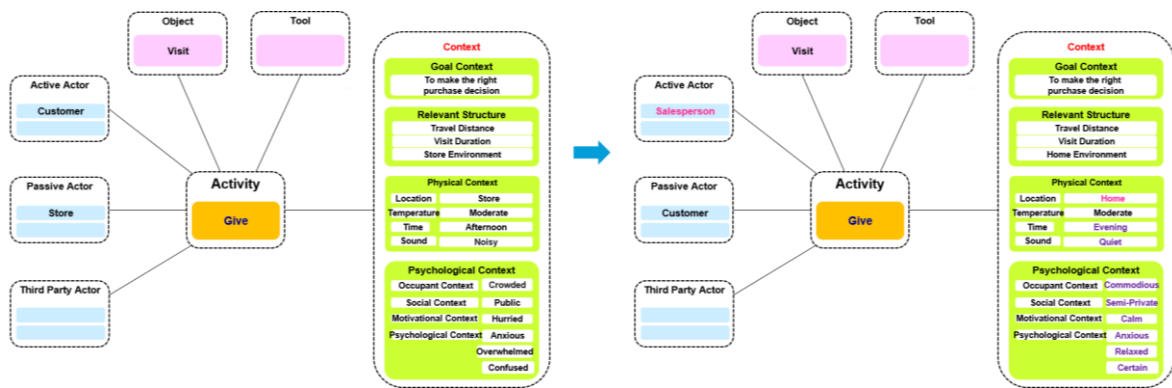 Object
Visit
Tool
Active Actor
Customer
Passive Actor
Store
Third Party Actor
Activity
Give
Context
Goal Context
To make the right
purchase decision
Relevant Structure
Travel Distance
Visit Duration
Store Environment
Physical Context
Location Store
Temperature Moderate
Time Afternoon
Sound Noisy
Psychological Context
Occupant Context Crowded
Social Context Public
Motivational Context Hurried
Psychological Context Anxious
Overwhelmed
Confused
Object
Visit
Tool
Active Actor
Salesperson
Passive Actor
Customer
Third Party Actor
Activity
Give
Context
Goal Context
To make the right
purchase decision
Relevant Structure
Travel Distance
Visit Duration
Home Environment
Physical Context
Location Home
Temperature Moderate
Time Evening
Sound Quiet
Psychological Context
Occupant Context Commodious
Social Context Semi-Private
Motivational Context Calm
Psychological Context Anxious
Relaxed
Certain